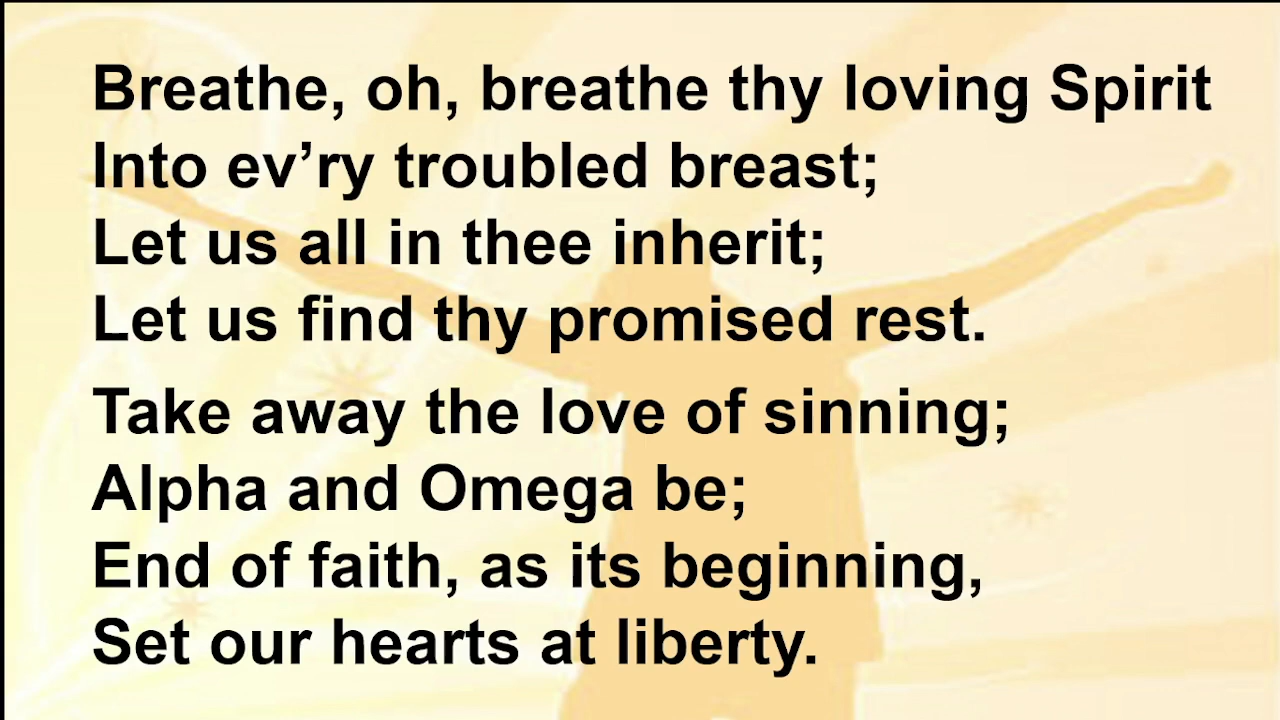 Breathe, oh, breathe thy loving Spirit
Into ev’ry troubled breast;
Let us all in thee inherit;
Let us find thy promised rest.
Take away the love of sinning;
Alpha and Omega be;
End of faith, as its beginning,
Set our hearts at liberty.